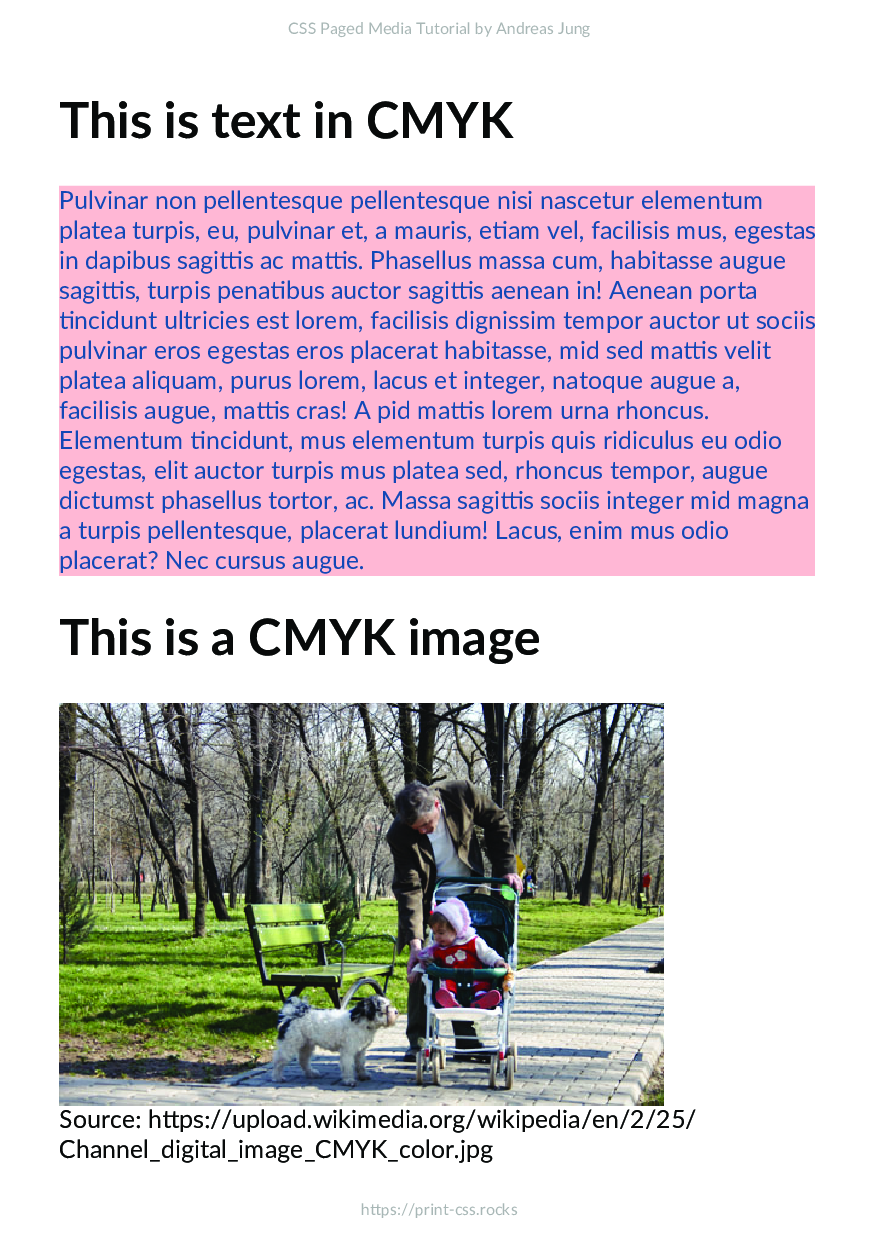 CSS Paged Media Tutorial by Andreas Jung
This is text in CMYK
Pulvinar non pellentesque pellentesque nisi nascetur elementum
platea turpis, eu, pulvinar et, a mauris, etiam vel, facilisis mus, egestas
in dapibus sagittis ac mattis. Phasellus massa cum, habitasse augue
sagittis, turpis penatibus auctor sagittis aenean in! Aenean porta
tincidunt ultricies est lorem, facilisis dignissim tempor auctor ut sociis
pulvinar eros egestas eros placerat habitasse, mid sed mattis velit
platea aliquam, purus lorem, lacus et integer, natoque augue a,
facilisis augue, mattis cras! A pid mattis lorem urna rhoncus.
Elementum tincidunt, mus elementum turpis quis ridiculus eu odio
egestas, elit auctor turpis mus platea sed, rhoncus tempor, augue
dictumst phasellus tortor, ac. Massa sagittis sociis integer mid magna
a turpis pellentesque, placerat lundium! Lacus, enim mus odio
placerat? Nec cursus augue.
This is a CMYK image
Source: https://upload.wikimedia.org/wikipedia/en/2/25/
Channel_digital_image_CMYK_color.jpg
https://print-css.rocks